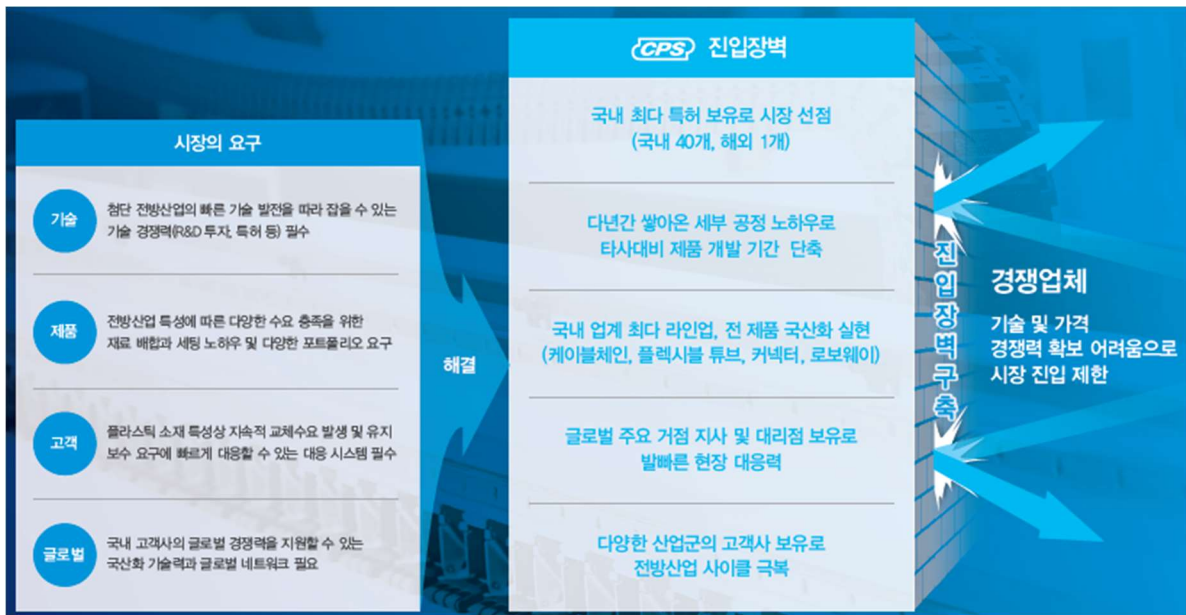 시장의 요구
기술
첨단 전방산업의 빠른 기술 발전을 따라 잡을 수 있는
기술 경쟁력(R&D 투자, 특허 등) 필수
제품
전방산업 특성에 따른 다양한 수요 충족을 위한
재료 배합과 세팅 노하우 및 다양한 포트폴리오 요구
고객
플라스틱 소재 특성상 지속적 교체수요 발생 및 유지
보수 요구에 빠르게 대응할 수 있는 대응 시스템 필수
글로벌
국내 고객사의 글로벌 경쟁력을 지원할 수 있는
국산화 기술력과 글로벌 네트워크 필요
해결
CPS 진입장벽
국내 최다 특허 보유로 시장 선점
(국내 40개, 해외 1개)
다년간 쌓아온 세부 공정 노하우로
타사대비 제품 개발 기간 단축
국내 업계 최다 라인업, 전 제품 국산화 실현
(케이블체인, 플렉시블 튜브, 커넥터, 로보웨이)
글로벌 주요 거점 지사 및 대리점 보유로
발빠른 현장 대응력
다양한 산업군의 고객사 보유로
전방산업 사이클 극복
진입장벽구축
경쟁업체
기술 및 가격
경쟁력 확보 어려움으로
시장 진입 제한